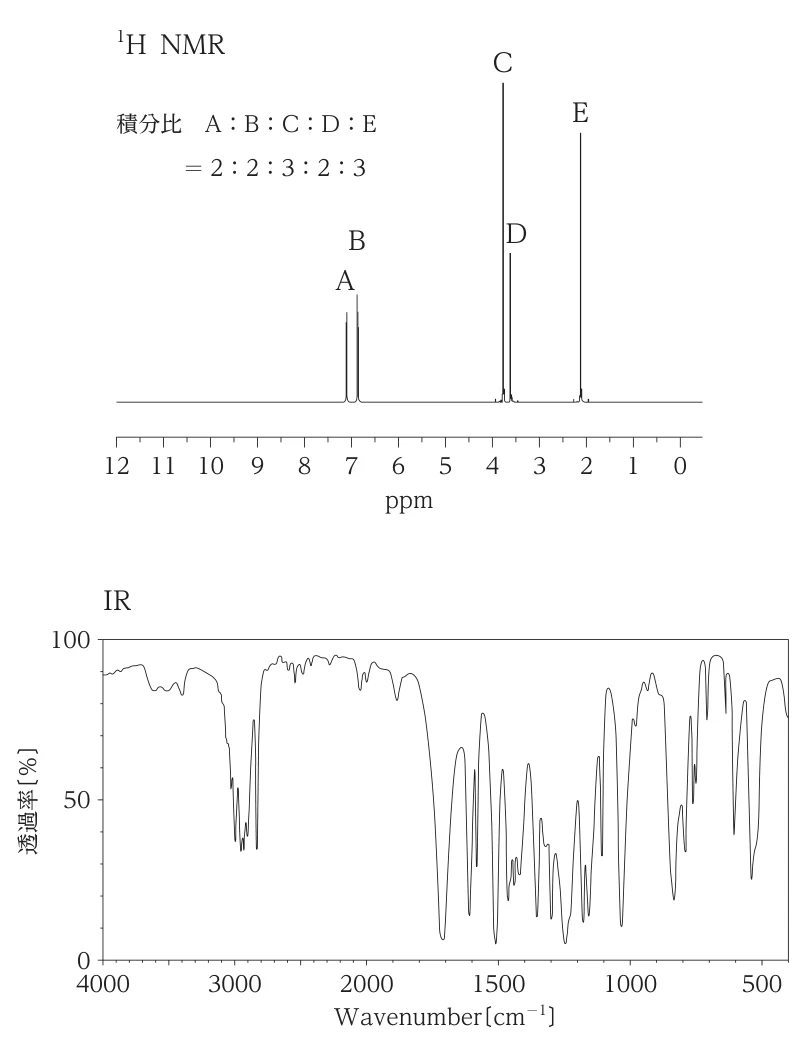 ¹H NMR
積分比 A：B：C：D：E
＝2：2：3：2：3
C
E
D
B
A
12 11 10 9 8 7 6 5 4 3 2 1 0
ppm
IR
100
50
0
透過率[%]
4000 3000 2000 1500 1000 500
Wavenumber[cm⁻¹]